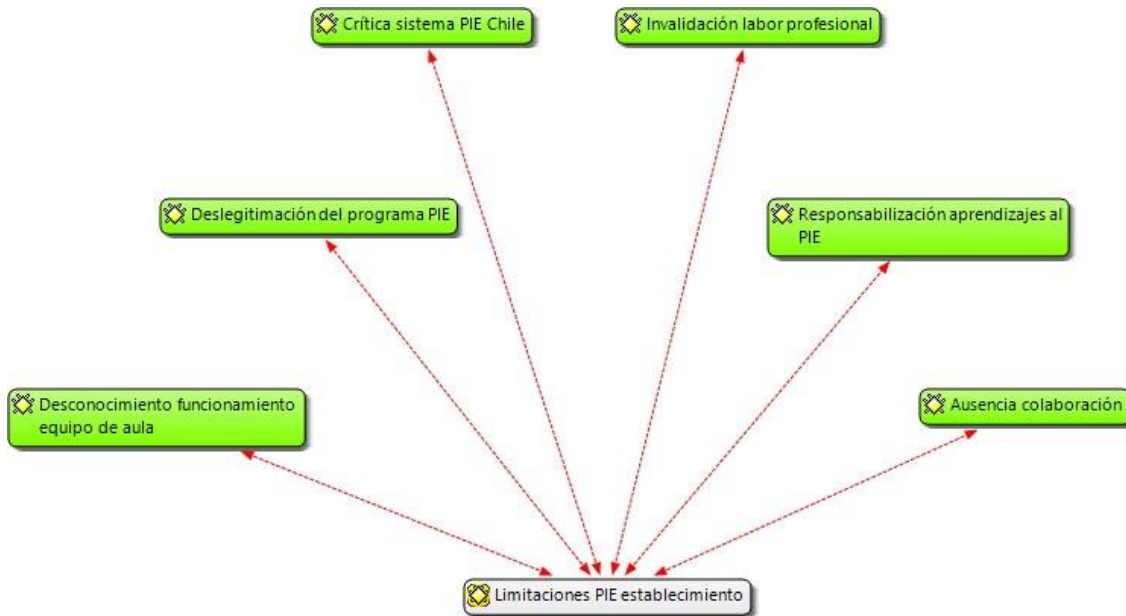 Crítica sistema PIE Chile
Invalidación labor profesional
Deslegitimación del programa PIE
Responsabilización aprendizajes al
PIE
Desconocimiento funcionamiento
equipo de aula
Ausencia colaboración
Limitaciones PIE establecimiento